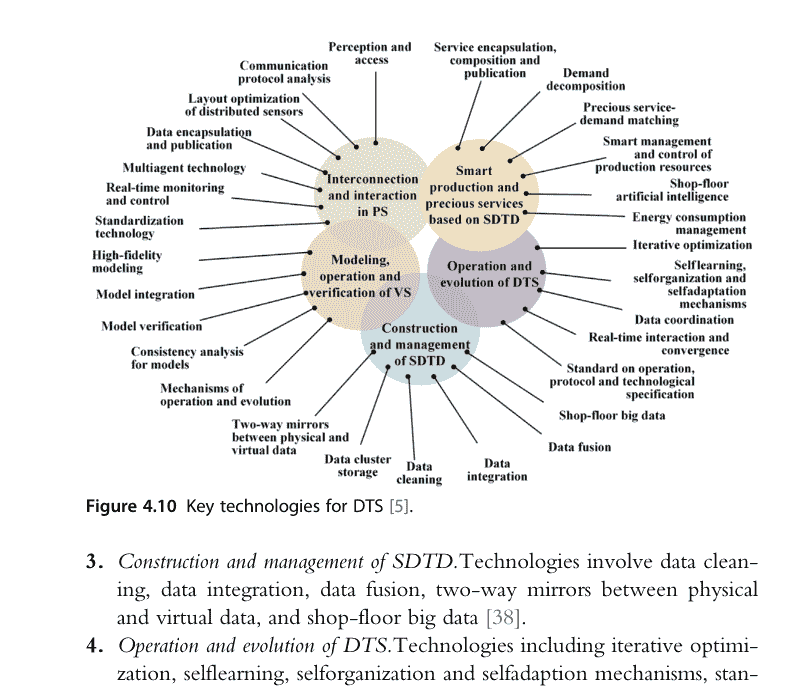 Perception and
access
Service encapsulation,
composition and
publication
Communication
protocol analysis
Demand
decomposition
Layout optimization
of distributed sensors
Precious service-
demand matching
Data encapsulation
and publication
Smart management
and control of
production resources
Multiagent technology
Interconnection
and interaction
in PS
Smart
production and
precious services
based on SDTD
Shop-floor
artificial intelligence
Real-time monitoring
and control
Energy consumption
management
Standardization
technology
Iterative optimization
High-fidelity
modeling
Modeling,
operation and
verification of VS
Operation and
evolution of DTS
Selflearning,
selforganization and
selfadaptation
mechanisms
Model integration
Data coordination
Model verification
Construction
and management
of SDTD
Real-time interaction and
convergence
Consistency analysis
for models
Standard on operation,
protocol and technological
specification
Mechanisms of
operation and evolution
Shop-floor big data
Two-way mirrors
between physical and
virtual data
Data fusion
Data cluster
storage
Data
cleaning
Data
integration
Figure 4.10 Key technologies for DTS [5].
3. Construction and management of SDTD.Technologies involve data clean-
ing, data integration, data fusion, two-way mirrors between physical
and virtual data, and shop-floor big data [38].
4. Operation and evolution of DTS.Technologies including iterative optimi-
zation, selflearning, selforganization and selfadaption mechanisms, stan-